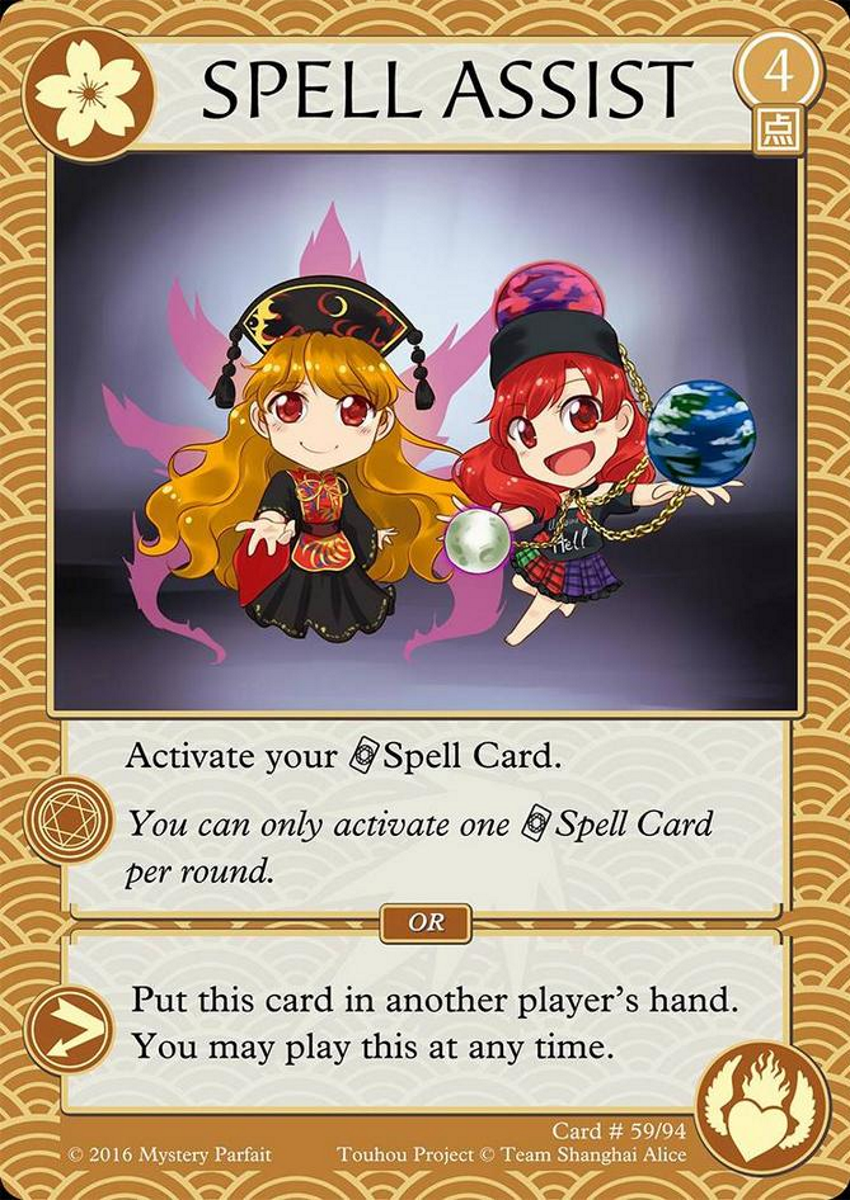 SPELL ASSIST
4
点
Hell
Activate your Spell Card.
You can only activate one Spell Card
per round.
OR
Put this card in another player's hand.
You may play this at any time.
Card # 59/94
© 2016 Mystery Parfait
Touhou Project © Team Shanghai Alice